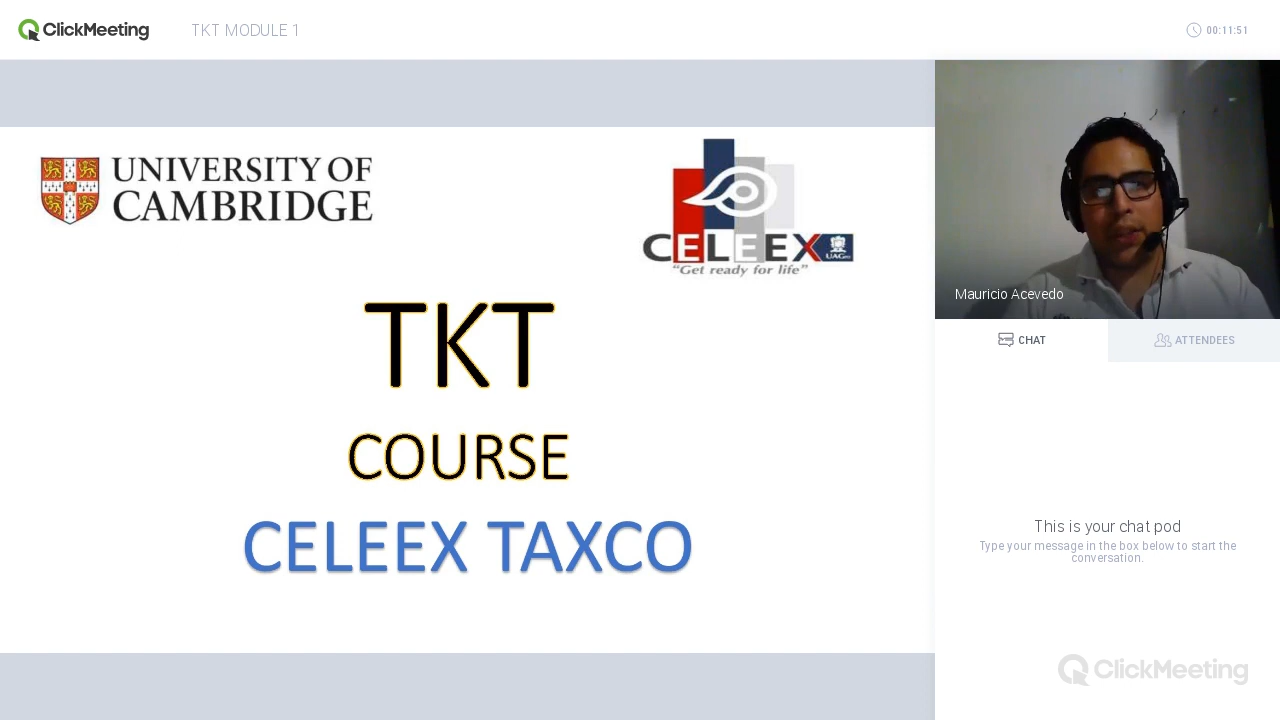 ClickMeeting
TKT MODULE 1
00:11:51
UNIVERSITY OF
CAMBRIDGE
CELEEX
UAGro
"Get ready for life"
TKT
COURSE
CELEEX TAXCO
Mauricio Acevedo
CHAT
ATTENDEES
This is your chat pod
Type your message in the box below to start the
conversation.
ClickMeeting